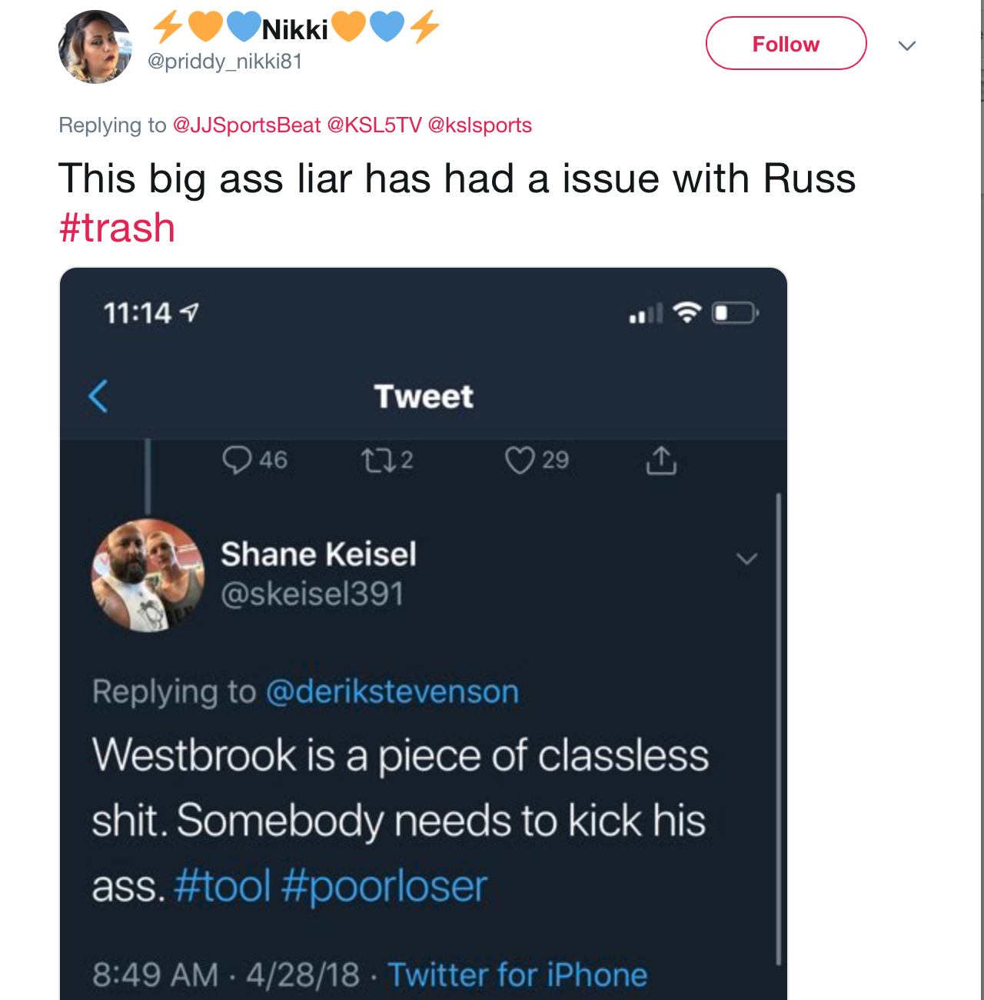 ⚡🧡💙Nikki🧡💙⚡
@priddy_nikki81
Follow
Replying to @JJSportsBeat @KSL5TV @kslsports
This big ass liar has had a issue with Russ
#trash
11:14
Tweet
46 2 29
Shane Keisel
@skeisel391
Replying to @derikstevenson
Westbrook is a piece of classless
shit. Somebody needs to kick his
ass. #tool #poorloser
8:49 AM · 4/28/18 · Twitter for iPhone